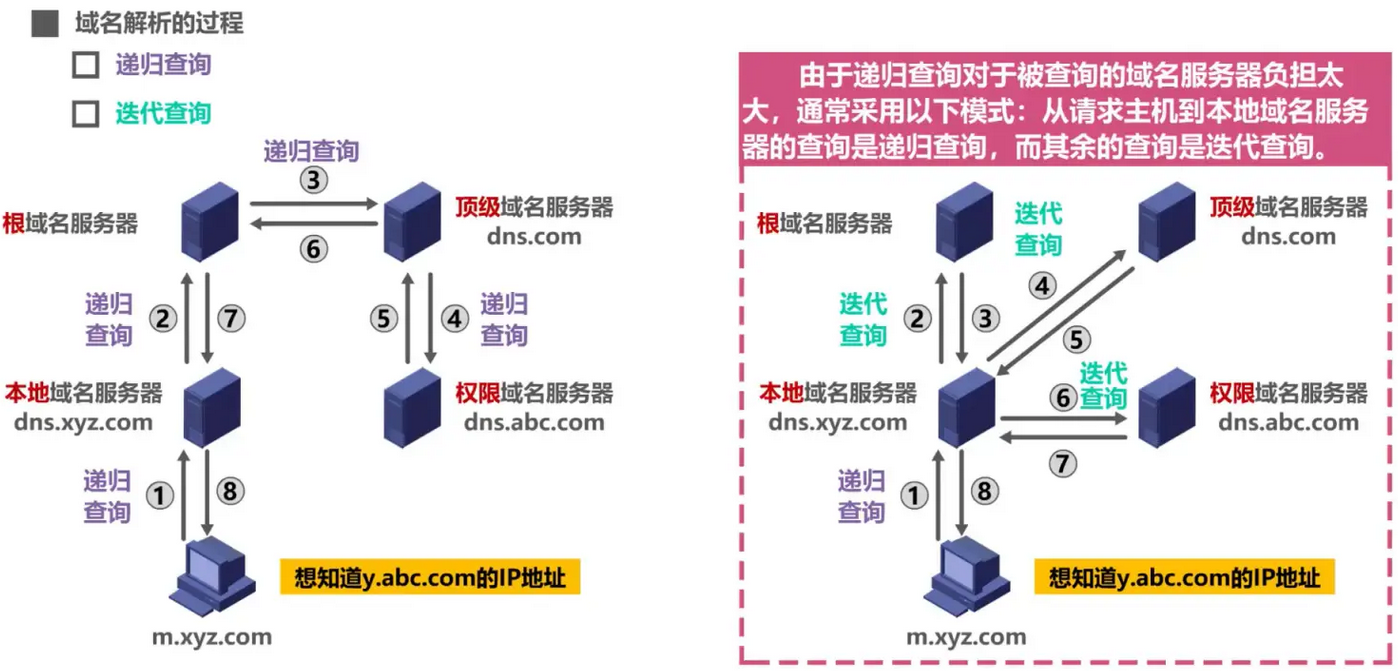 域名解析的过程
递归查询
迭代查询
递归查询
③
⑥
根域名服务器
顶级域名服务器
dns.com
递归
查询
②
⑦
⑤
④
递归
查询
本地域名服务器
dns.xyz.com
权限域名服务器
dns.abc.com
递归
查询
①
⑧
想知道y.abc.com的IP地址
m.xyz.com
由于递归查询对于被查询的域名服务器负担太
大，通常采用以下模式：从请求主机到本地域名服务
器的查询是递归查询，而其余的查询是迭代查询。
根域名服务器
迭代
查询
顶级域名服务器
dns.com
迭代
查询
②
③
④
⑤
本地域名服务器
dns.xyz.com
⑥
迭代
查询
⑦
权限域名服务器
dns.abc.com
递归
查询
①
⑧
想知道y.abc.com的IP地址
m.xyz.com